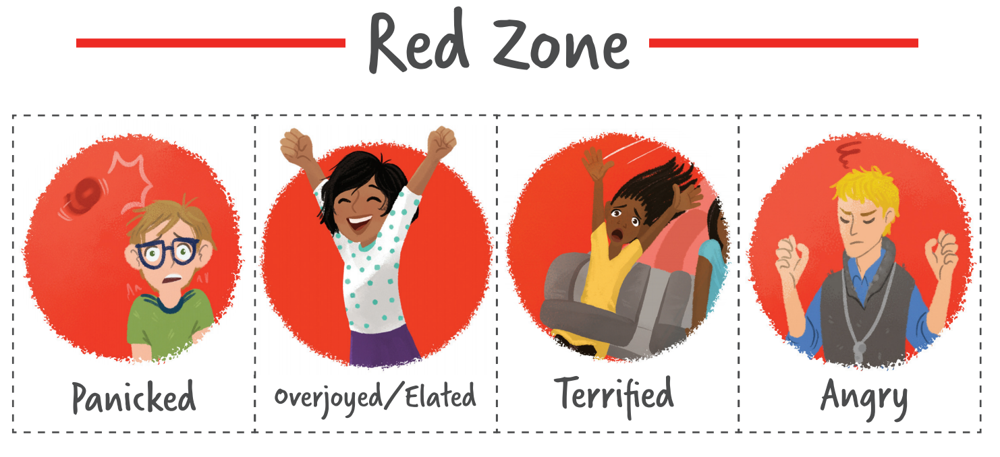 Red Zone
Panicked
Overjoyed/Elated
Terrified
Angry